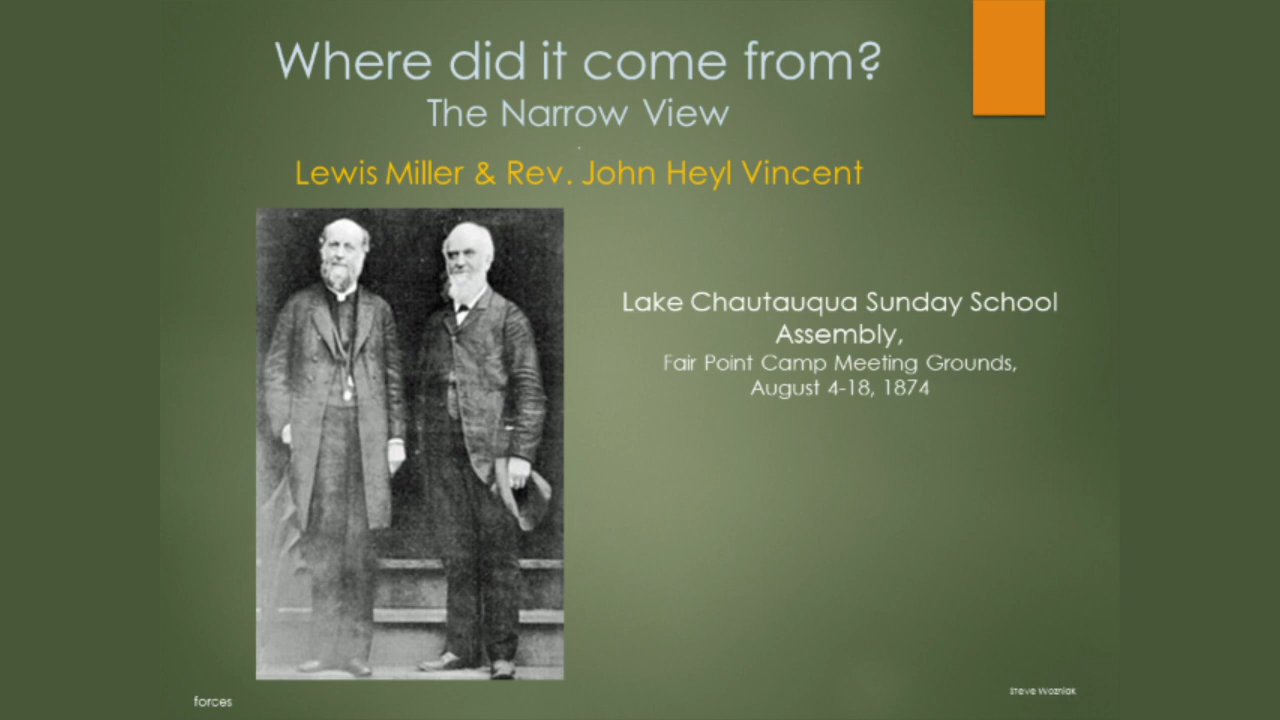 Where did it come from?
The Narrow View
.
Lewis Miller & Rev. John Heyl Vincent
Lake Chautauqua Sunday School
Assembly,
Fair Point Camp Meeting Grounds,
August 4-18, 1874
Steve Wozniak
forces